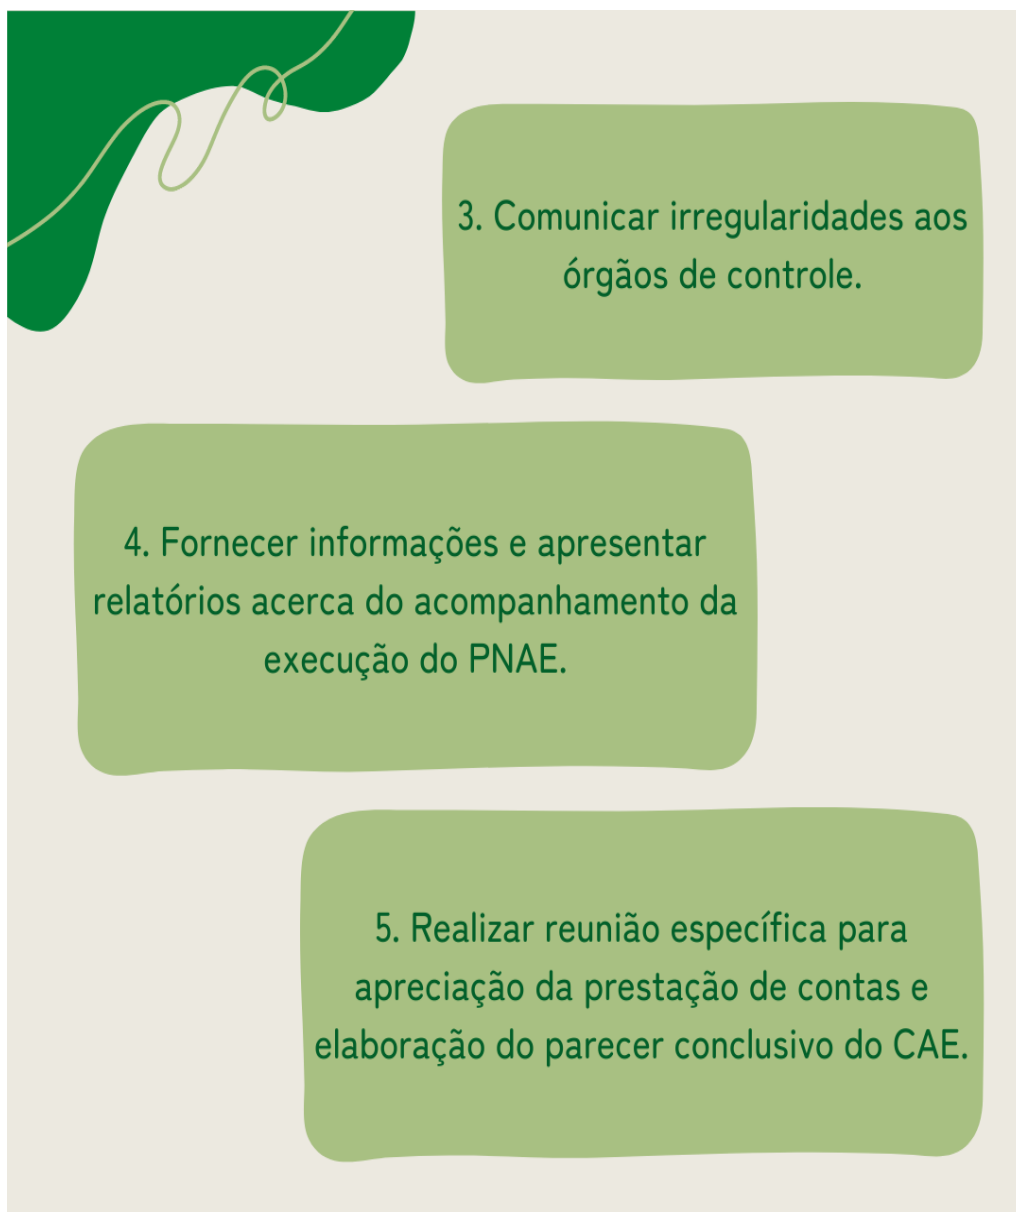 3. Comunicar irregularidades aos
órgãos de controle.
4. Fornecer informações e apresentar
relatórios acerca do acompanhamento da
execução do PNAE.
5. Realizar reunião específica para
apreciação da prestação de contas e
elaboração do parecer conclusivo do CAE.